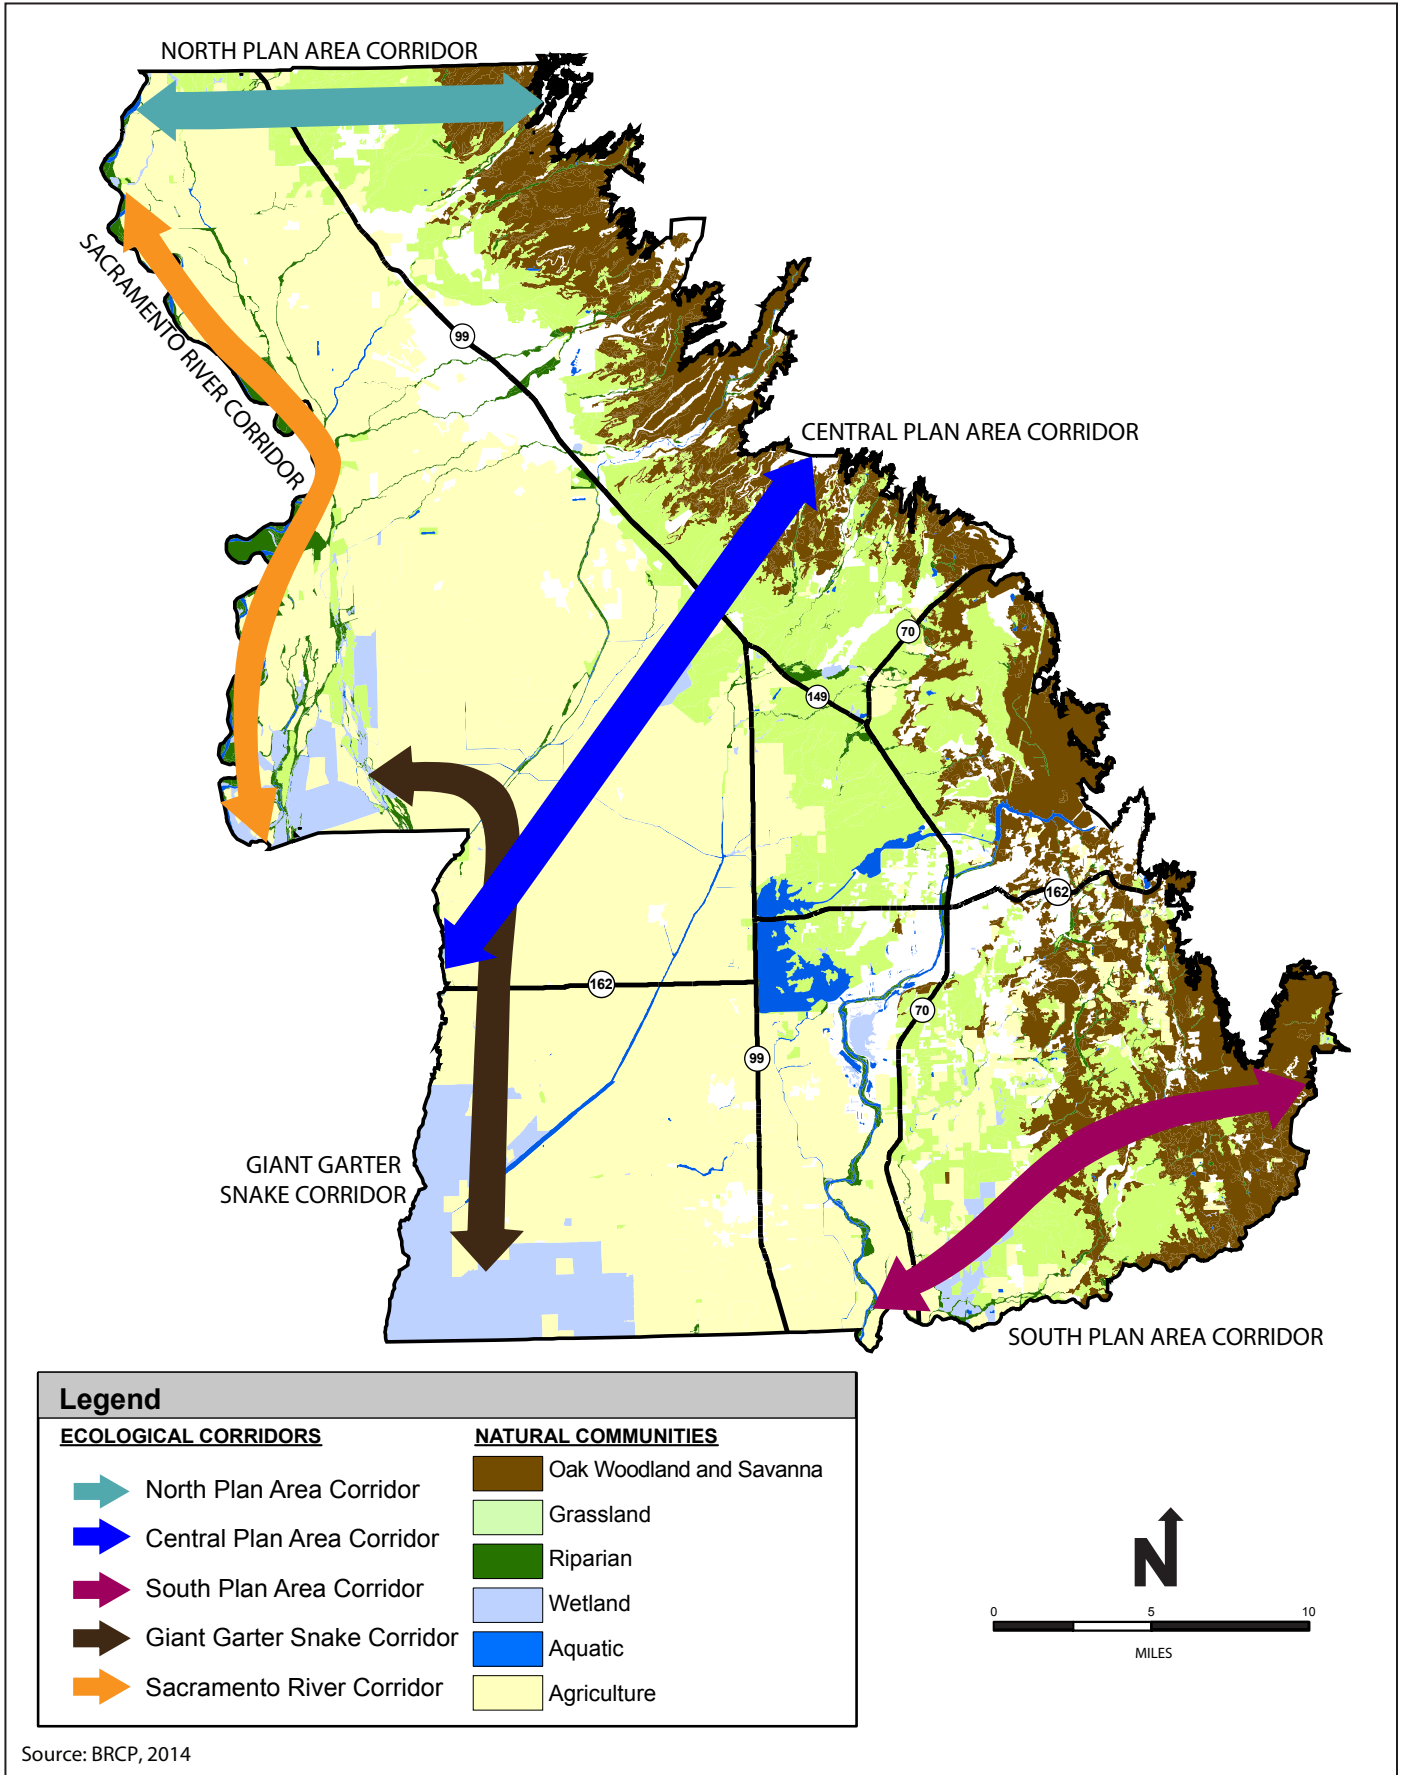 NORTH PLAN AREA CORRIDOR
SACRAMENTO RIVER CORRIDOR
99
CENTRAL PLAN AREA CORRIDOR
70
149
162
162
70
99
GIANT GARTER
SNAKE CORRIDOR
SOUTH PLAN AREA CORRIDOR
Legend
ECOLOGICAL CORRIDORS
North Plan Area Corridor
Central Plan Area Corridor
South Plan Area Corridor
Giant Garter Snake Corridor
Sacramento River Corridor
NATURAL COMMUNITIES
Oak Woodland and Savanna
Grassland
Riparian
Wetland
Aquatic
Agriculture
N
0 5 10
MILES
Source: BRCP, 2014